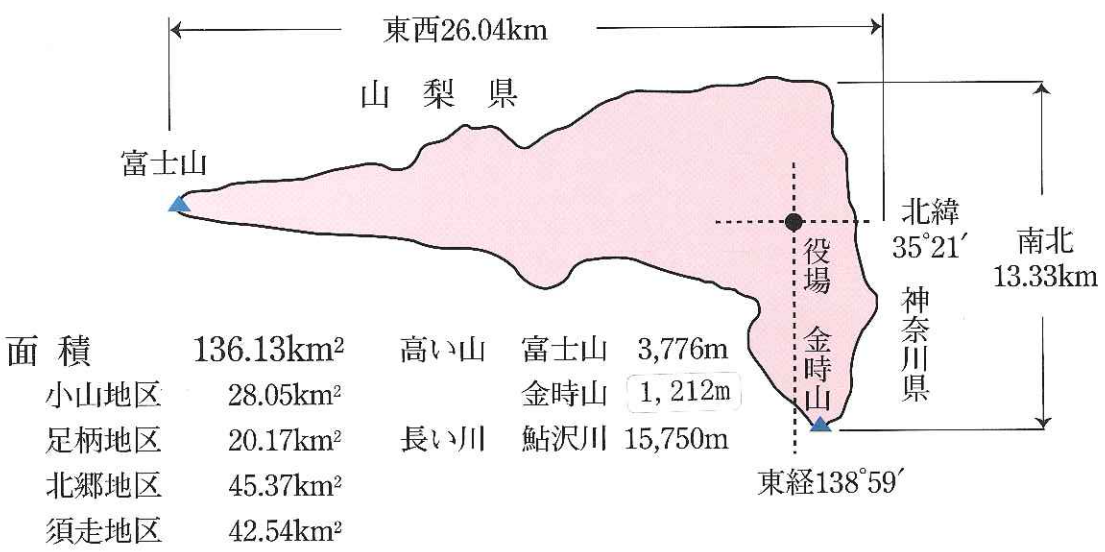 東西26.04km
山梨県
富士山
北緯
35°21′
南北
13.33km
役場
神奈川県
金時山
東経138°59′
面積 136.13km²
小山地区 28.05km²
足柄地区 20.17km²
北郷地区 45.37km²
須走地区 42.54km²
高い山 富士山 3,776m
金時山 1,212m
長い川 鮎沢川 15,750m